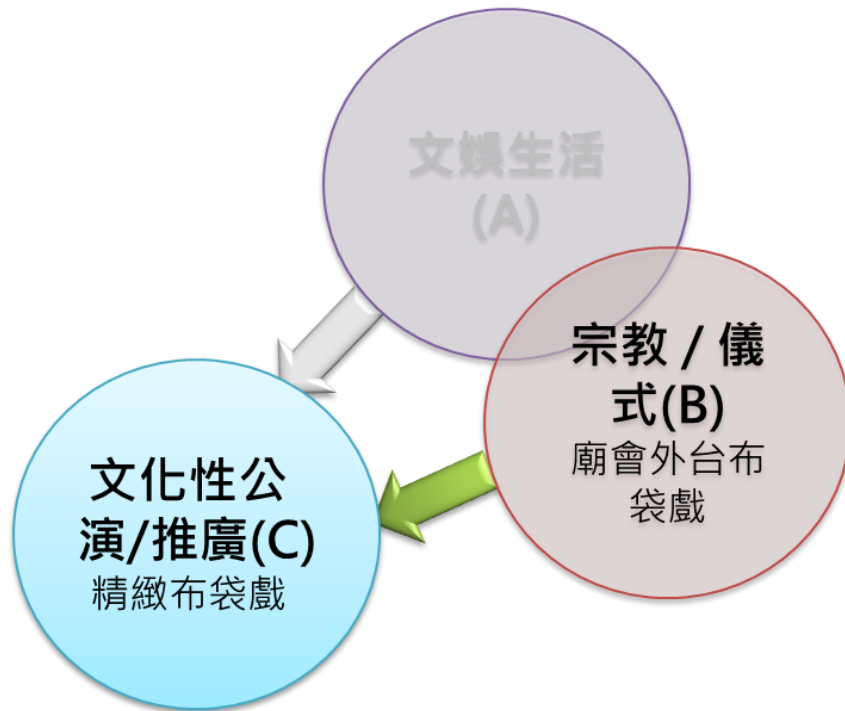 文娛生活
(A)
宗教 / 儀
式(B)
廟會外台布
袋戲
文化性公
演/推廣(C)
精緻布袋戲